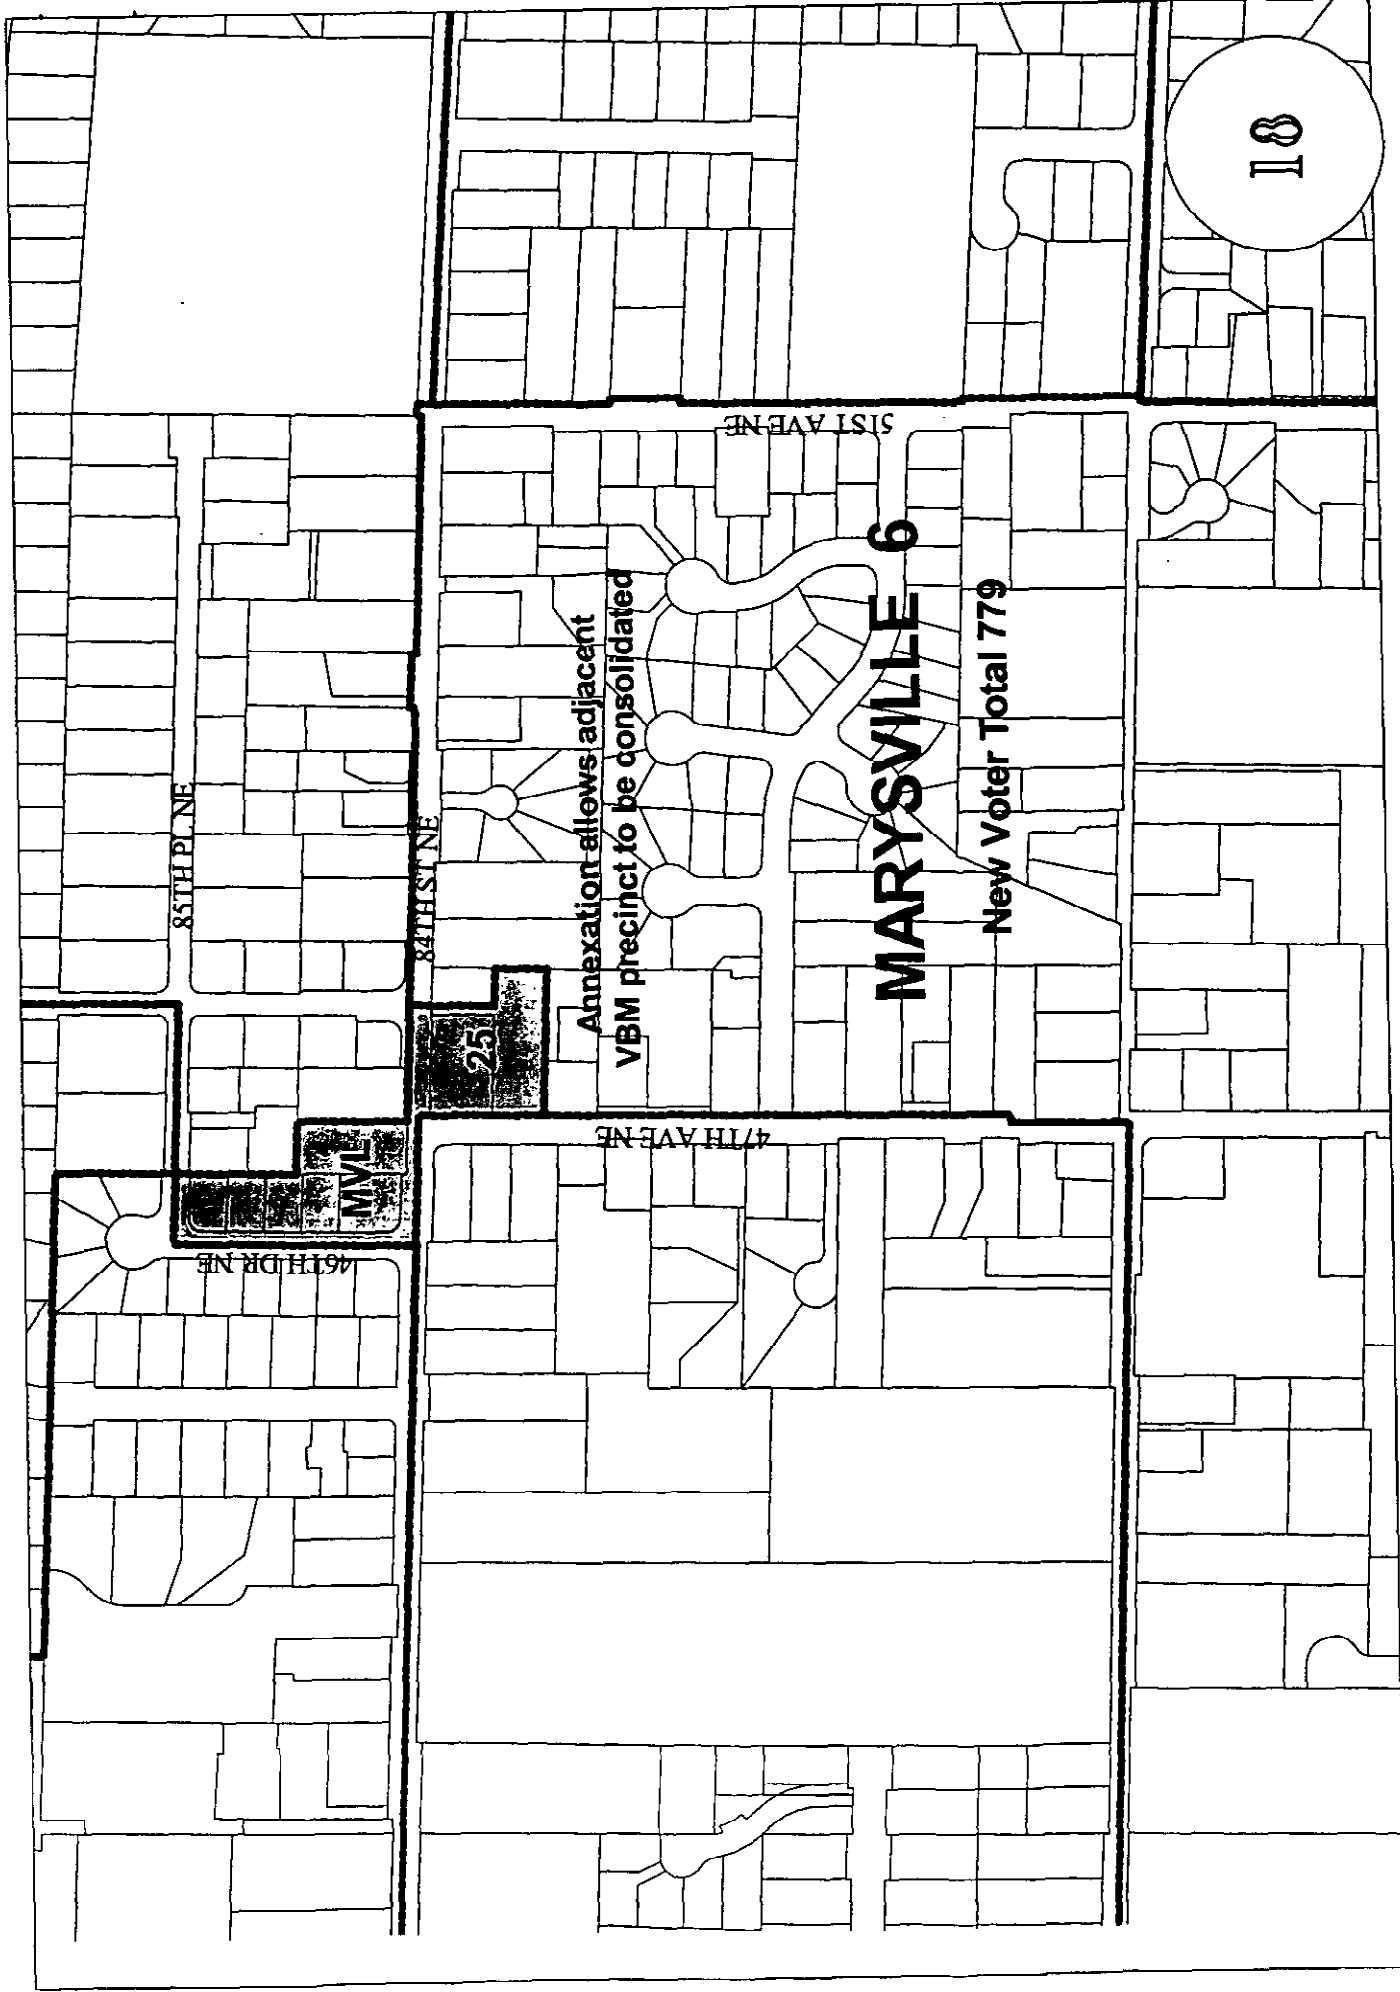 18
85TH PL NE
84TH ST NE
51ST AVE NE
47TH AVE NE
46TH DR NE
MVL
25
Annexation allows adjacent
VBM precinct to be consolidated
MARYSVILLE 6
New Voter Total 779